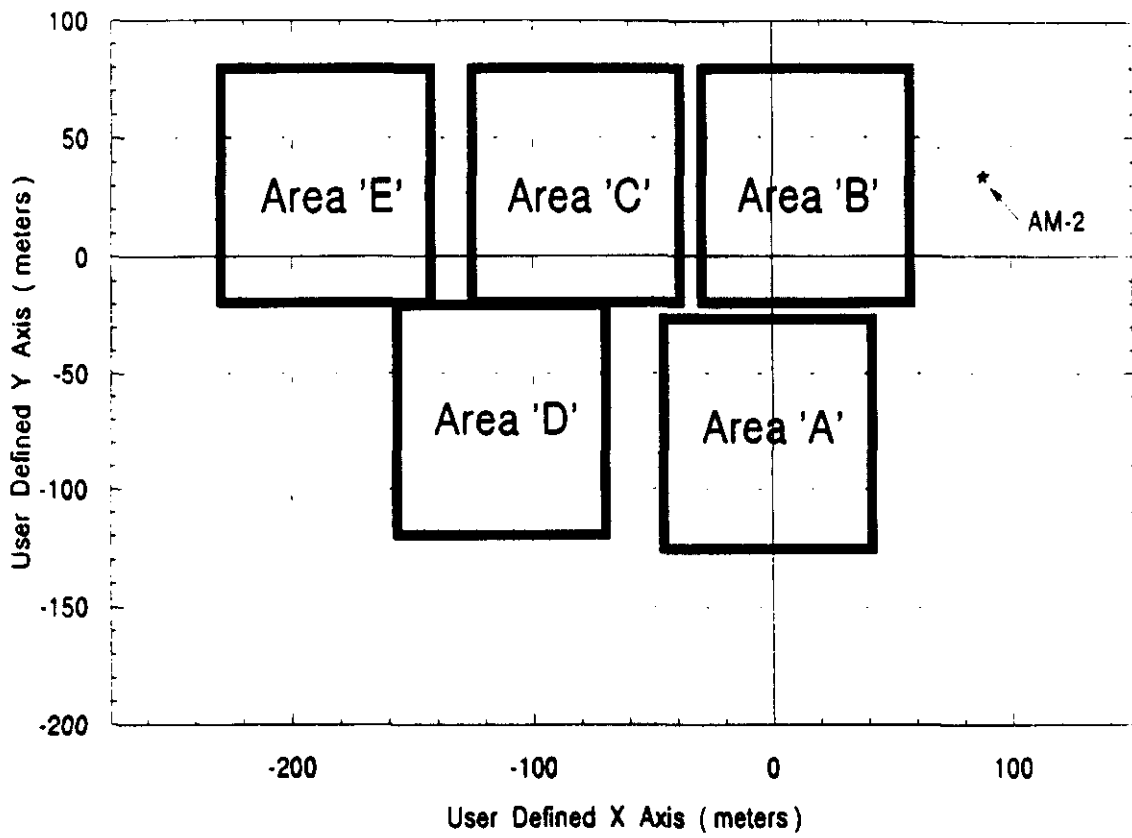 100
50
0
-50
-100
-150
-200
User Defined Y Axis (meters)
Area 'E'
Area 'C'
Area 'B'
*
AM-2
Area 'D'
Area 'A'
-200
-100
0
100
User Defined X Axis (meters)